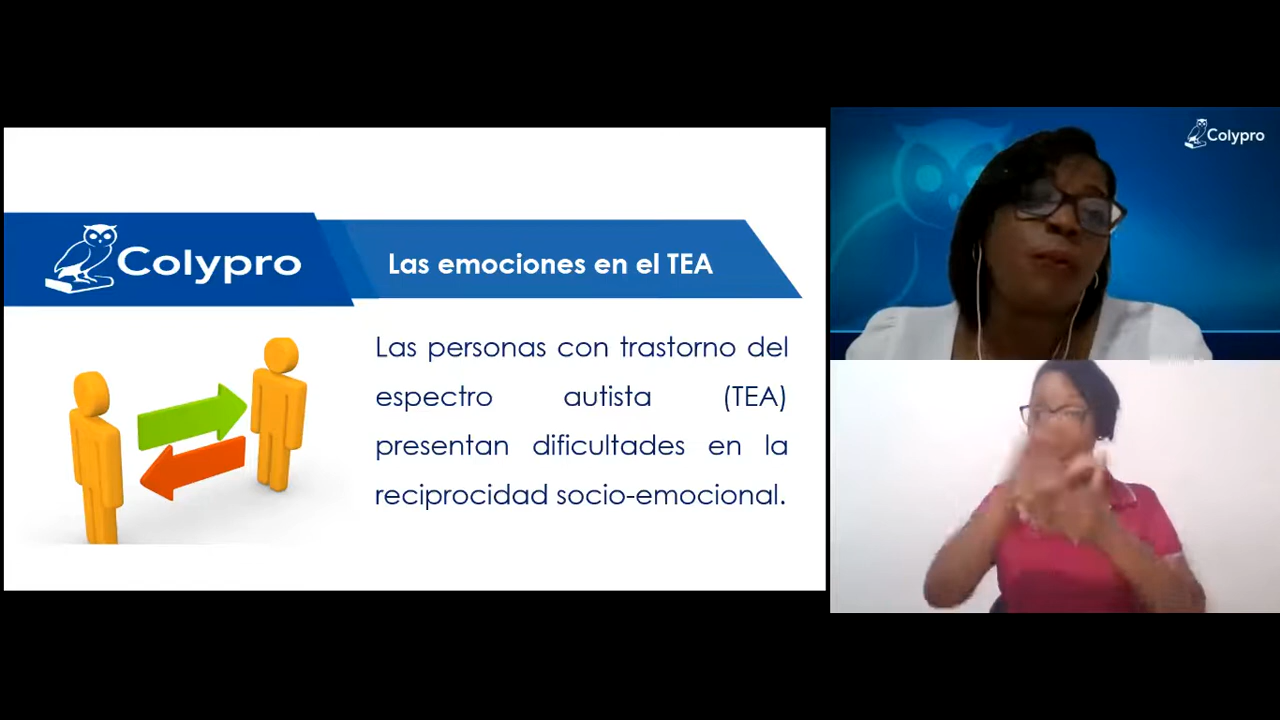 Colypro
Las emociones en el TEA
Las personas con trastorno del
espectro autista (TEA)
presentan dificultades en la
reciprocidad socio-emocional.
Colypro